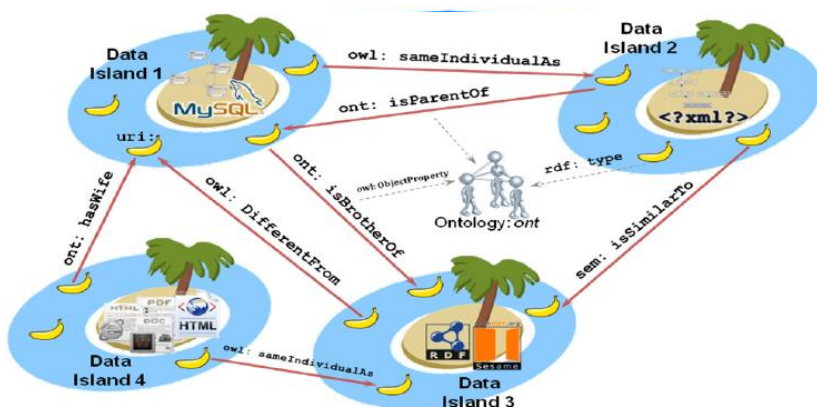 Data
Island 1
MySQL
uri:
owl: sameIndividualAs
ont: isParentOf
Data
Island 2
<?xml?>
rdf: type
owl:ObjectProperty
Ontology: ont
ont: hasWife
owl: DifferentFrom
ont: isBrotherOf
sem: isSimilarTo
HTML
PDF
DOC
HTML
Data
Island 4
owl: sameIndividualAs
RDF
Sesame
Data
Island 3